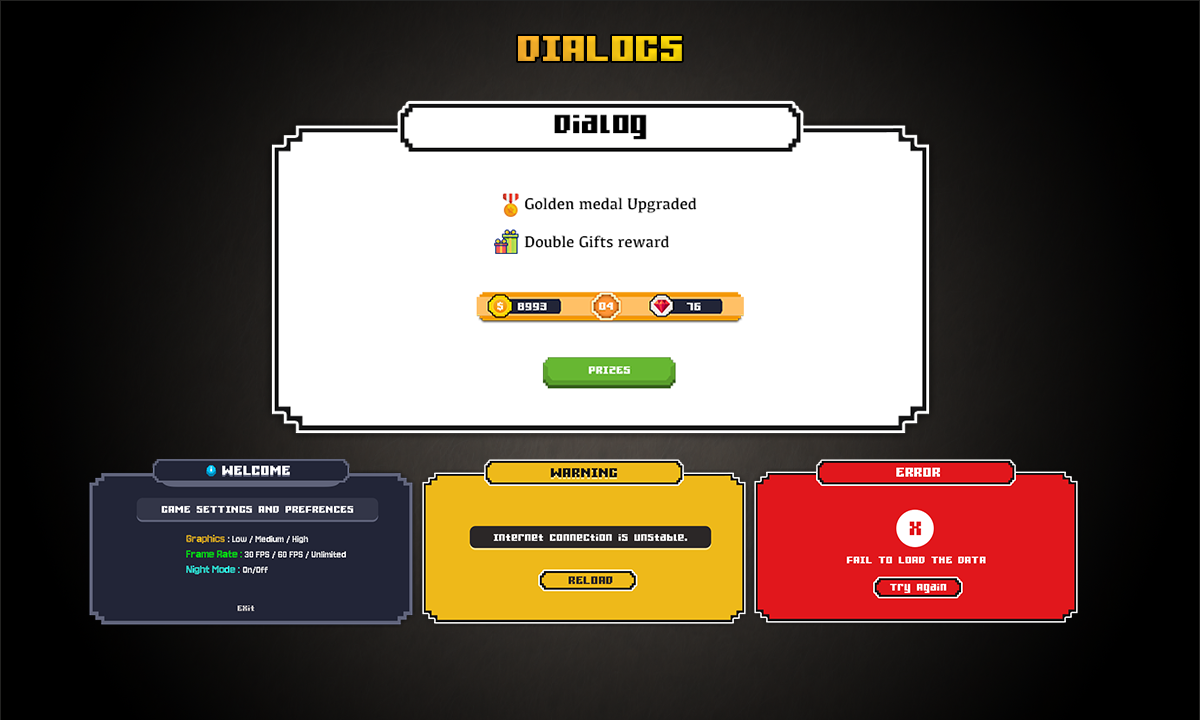 DIALOGS
Dialog
Golden medal Upgraded
Double Gifts reward
$ 8993 04 76
PRIZES
WELCOME
GAME SETTINGS AND PREFRENCES
Graphics : Low / Medium / High
Frame Rate : 30 FPS / 60 FPS / Unlimited
Night Mode : On/Off
Exit
WARNING
Internet connection is unstable.
RELOAD
ERROR
X
FAIL TO LOAD THE DATA
Try Again